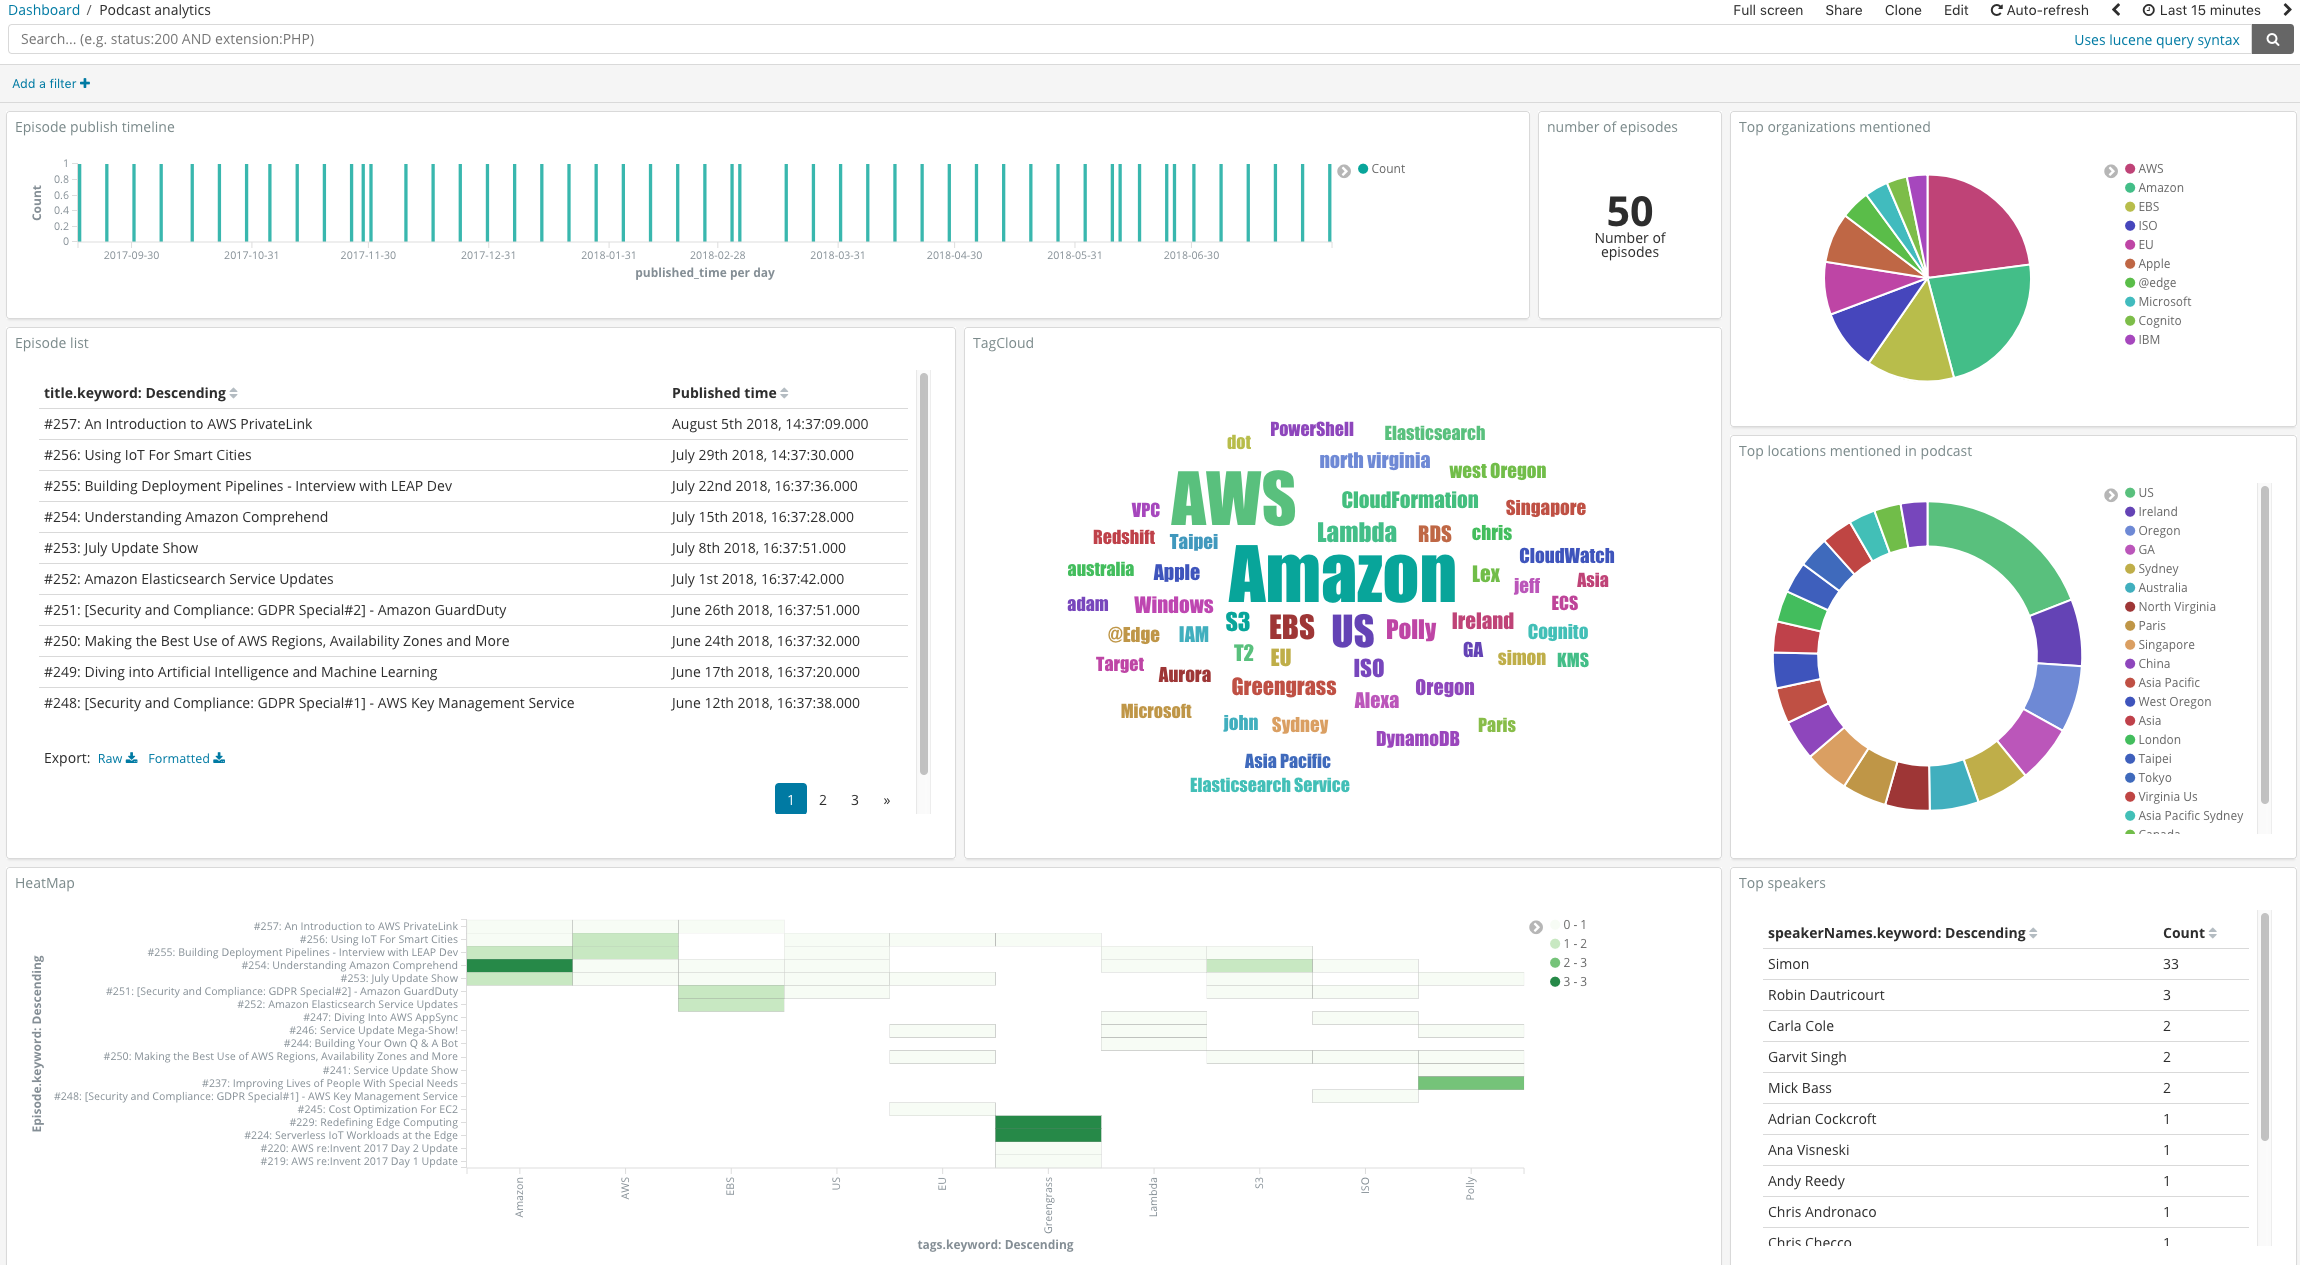 Dashboard / Podcast analytics
Full screen Share Clone Edit Auto-refresh Last 15 minutes
Search... (e.g. status:200 AND extension:PHP)
Uses lucene query syntax
Add a filter
Episode publish timeline
Count
1
0.8
0.6
0.4
0.2
0
2017-09-30 2017-10-31 2017-11-30 2017-12-31 2018-01-31 2018-02-28 2018-03-31 2018-04-30 2018-05-31 2018-06-30
published_time per day
Count
number of episodes
50
Number of
episodes
Top organizations mentioned
AWS
Amazon
EBS
ISO
EU
Apple
@edge
Microsoft
Cognito
IBM
Episode list
title.keyword: Descending Published time
#257: An Introduction to AWS PrivateLink August 5th 2018, 14:37:09.000
#256: Using IoT For Smart Cities July 29th 2018, 14:37:30.000
#255: Building Deployment Pipelines - Interview with LEAP Dev July 22nd 2018, 16:37:36.000
#254: Understanding Amazon Comprehend July 15th 2018, 16:37:28.000
#253: July Update Show July 8th 2018, 16:37:51.000
#252: Amazon Elasticsearch Service Updates July 1st 2018, 16:37:42.000
#251: [Security and Compliance: GDPR Special#2] - Amazon GuardDuty June 26th 2018, 16:37:51.000
#250: Making the Best Use of AWS Regions, Availability Zones and More June 24th 2018, 16:37:32.000
#249: Diving into Artificial Intelligence and Machine Learning June 17th 2018, 16:37:20.000
#248: [Security and Compliance: GDPR Special#1] - AWS Key Management Service June 12th 2018, 16:37:38.000
Export: Raw Formatted
1 2 3 »
TagCloud
dot PowerShell Elasticsearch
north virginia west Oregon
AWS CloudFormation Singapore
VPC Lambda RDS chris
Redshift Taipei CloudWatch
australia Apple Amazon Lex jeff Asia
adam Windows ECS
S3 EBS US Polly Ireland Cognito
@Edge IAM T2 EU GA simon KMS
Target Aurora ISO
Greengrass Alexa Oregon
Microsoft john Sydney Paris
DynamoDB
Asia Pacific
Elasticsearch Service
Top locations mentioned in podcast
US
Ireland
Oregon
GA
Sydney
Australia
North Virginia
Paris
Singapore
China
Asia Pacific
West Oregon
Asia
London
Taipei
Tokyo
Virginia Us
Asia Pacific Sydney
Canada
HeatMap
Episode.keyword: Descending
#257: An Introduction to AWS PrivateLink
#256: Using IoT For Smart Cities
#255: Building Deployment Pipelines - Interview with LEAP Dev
#254: Understanding Amazon Comprehend
#253: July Update Show
#251: [Security and Compliance: GDPR Special#2] - Amazon GuardDuty
#252: Amazon Elasticsearch Service Updates
#247: Diving Into AWS AppSync
#246: Service Update Mega-Show!
#244: Building Your Own Q & A Bot
#250: Making the Best Use of AWS Regions, Availability Zones and More
#241: Service Update Show
#237: Improving Lives of People With Special Needs
#248: [Security and Compliance: GDPR Special#1] - AWS Key Management Service
#245: Cost Optimization For EC2
#229: Redefining Edge Computing
#224: Serverless IoT Workloads at the Edge
#220: AWS re:Invent 2017 Day 2 Update
#219: AWS re:Invent 2017 Day 1 Update
Amazon AWS EBS US EU Greengrass Lambda S3 ISO Polly
tags.keyword: Descending
0 - 1
1 - 2
2 - 3
3 - 3
Top speakers
speakerNames.keyword: Descending Count
Simon 33
Robin Dautricourt 3
Carla Cole 2
Garvit Singh 2
Mick Bass 2
Adrian Cockcroft 1
Ana Visneski 1
Andy Reedy 1
Chris Andronaco 1
Chris Checco 1